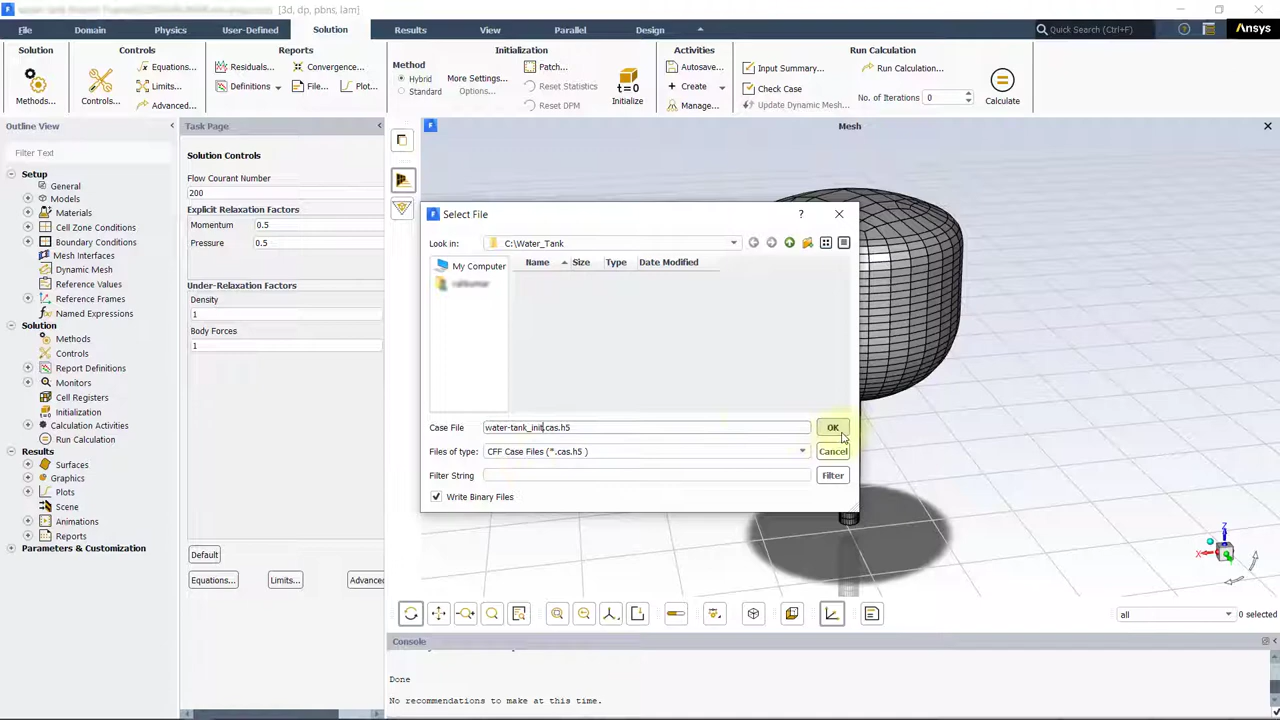 [3d, dp, pbns, lam]
File Domain Physics User-Defined Solution Results View Parallel Design Quick Search (Ctrl+F) Ansys
Solution Controls Reports Initialization Activities Run Calculation
Methods...
Equations...
Limits...
Controls... Advanced...
Residuals... Convergence...
Definitions File... Plot...
Method
Hybrid
Standard
More Settings...
Options...
Patch...
Reset Statistics
Reset DPM
t=0
Initialize
Autosave...
Create
Manage...
Input Summary... Run Calculation...
Check Case
Update Dynamic Mesh...
No. of Iterations 0
Calculate
Outline View
Filter Text
Setup
General
Models
Materials
Cell Zone Conditions
Boundary Conditions
Mesh Interfaces
Dynamic Mesh
Reference Values
Reference Frames
Named Expressions
Solution
Methods
Controls
Report Definitions
Monitors
Cell Registers
Initialization
Calculation Activities
Run Calculation
Results
Surfaces
Graphics
Plots
Scene
Animations
Reports
Parameters & Customization
Task Page
Solution Controls
Flow Courant Number
200
Explicit Relaxation Factors
Momentum 0.5
Pressure 0.5
Under-Relaxation Factors
Density
1
Body Forces
1
Default
Equations... Limits... Advanced
Mesh
Select File
Look in: C:\Water_Tank
My Computer
Name Size Type Date Modified
Case File water-tank_init.cas.h5 OK
Files of type: CFF Case Files (*.cas.h5 ) Cancel
Filter String Filter
Write Binary Files
Z
X
all 0 selected
Console
Done
No recommendations to make at this time.